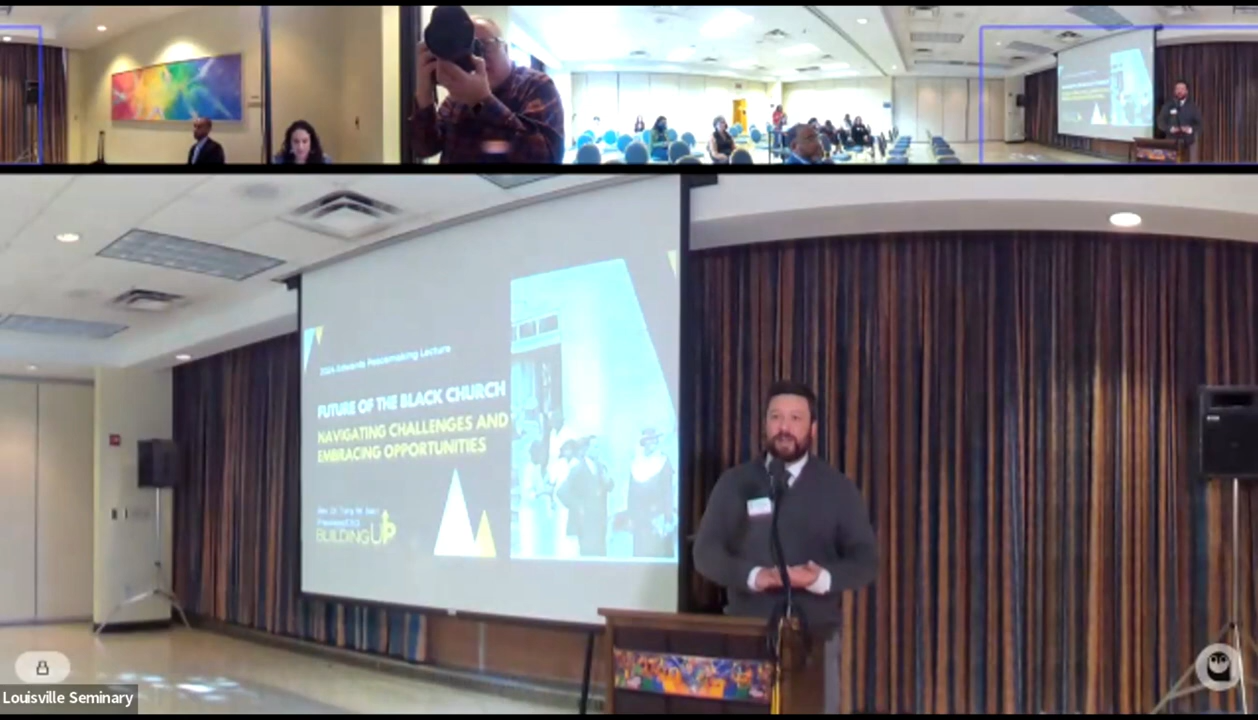 2024 Edwards Peacemaking Lecture
FUTURE OF THE BLACK CHURCH
NAVIGATING CHALLENGES AND
EMBRACING OPPORTUNITIES
BUILDING UP
Louisville Seminary